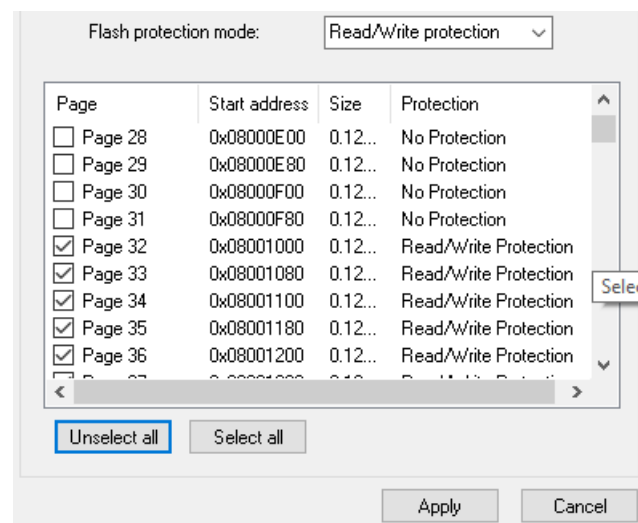 Flash protection mode: Read/Write protection
Page Start address Size Protection
Page 28 0x08000E00 0.12... No Protection
Page 29 0x08000E80 0.12... No Protection
Page 30 0x08000F00 0.12... No Protection
Page 31 0x08000F80 0.12... No Protection
Page 32 0x08001000 0.12... Read/Write Protection
Page 33 0x08001080 0.12... Read/Write Protection
Page 34 0x08001100 0.12... Read/Write Protection
Selec
Page 35 0x08001180 0.12... Read/Write Protection
Page 36 0x08001200 0.12... Read/Write Protection
Unselect all Select all
Apply Cancel